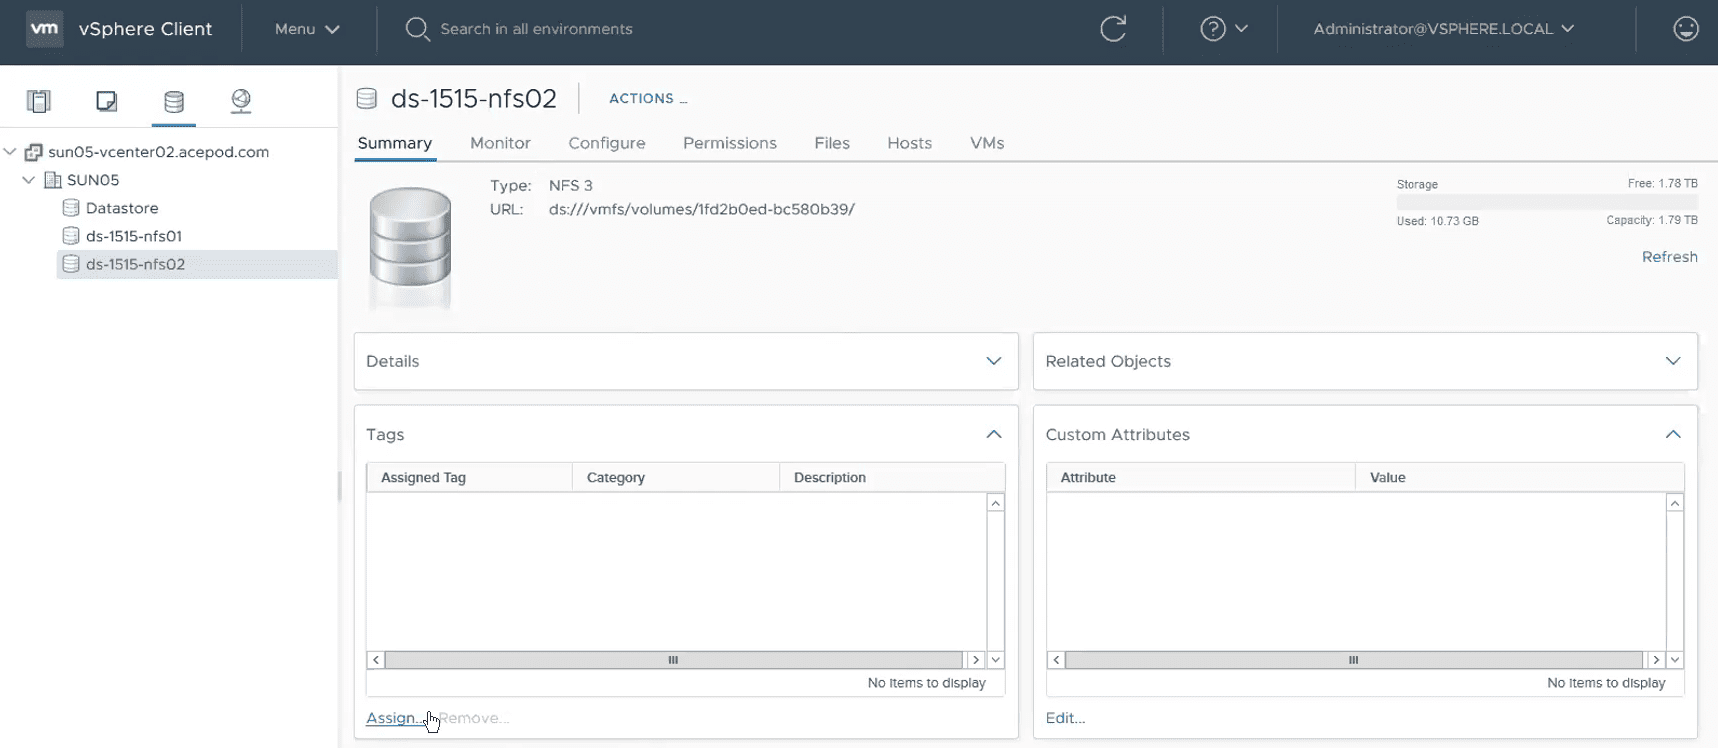 vm vSphere Client Menu Search in all environments Administrator@VSPHERE.LOCAL
sun05-vcenter02.acepod.com
SUN05
Datastore
ds-1515-nfs01
ds-1515-nfs02
ds-1515-nfs02 ACTIONS
Summary Monitor Configure Permissions Files Hosts VMs
Type: NFS 3
URL: ds:///vmfs/volumes/1fd2b0ed-bc580b39/
Storage Free: 1.78 TB
Used: 10.73 GB Capacity: 1.79 TB
Refresh
Details
Related Objects
Tags
Assigned Tag Category Description
No items to display
Assign... Remove...
Custom Attributes
Attribute Value
No items to display
Edit...